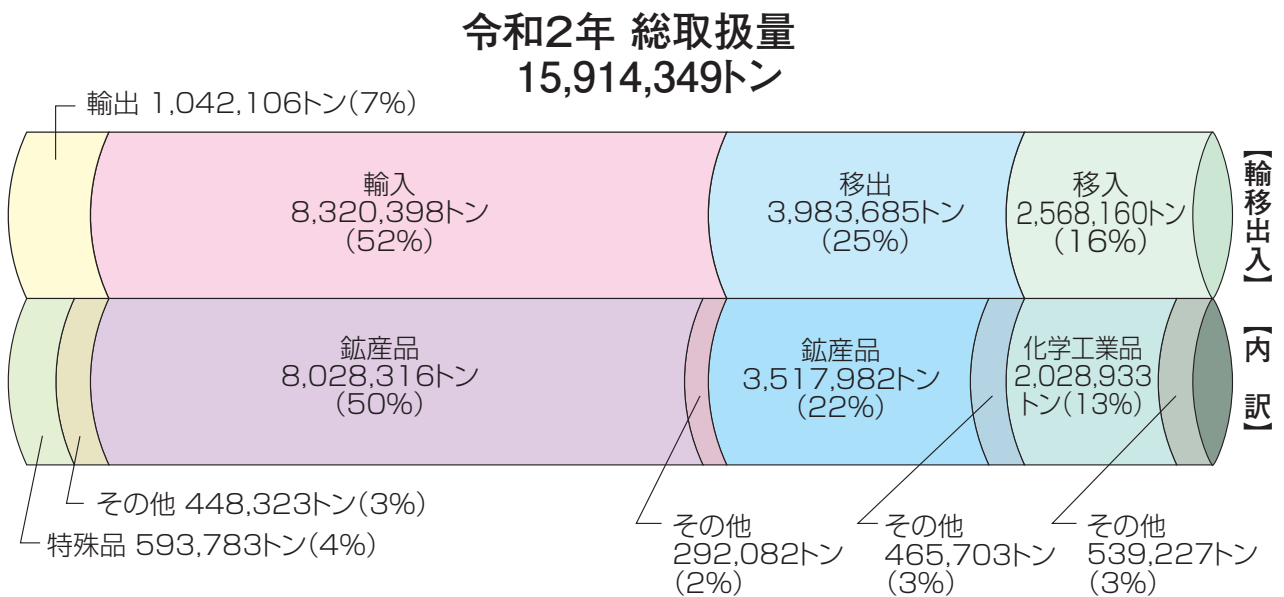 令和2年 総取扱量
15,914,349トン
輸出 1,042,106トン(7%)
輸入
8,320,398トン
(52%)
移出
3,983,685トン
(25%)
移入
2,568,160トン
(16%)
【輸移出入】
鉱産品
8,028,316トン
(50%)
鉱産品
3,517,982トン
(22%)
化学工業品
2,028,933
トン(13%)
【内 訳】
その他 448,323トン(3%)
特殊品 593,783トン(4%)
その他
292,082トン
(2%)
その他
465,703トン
(3%)
その他
539,227トン
(3%)